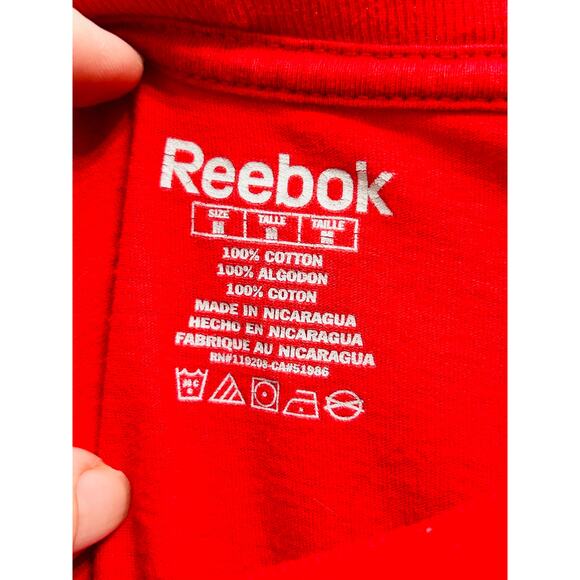 Reebok
SIZE TALLE TAILLE
M M M
100% COTTON
100% ALGODON
100% COTON
MADE IN NICARAGUA
HECHO EN NICARAGUA
FABRIQUE AU NICARAGUA
RN#119208-CA#51986